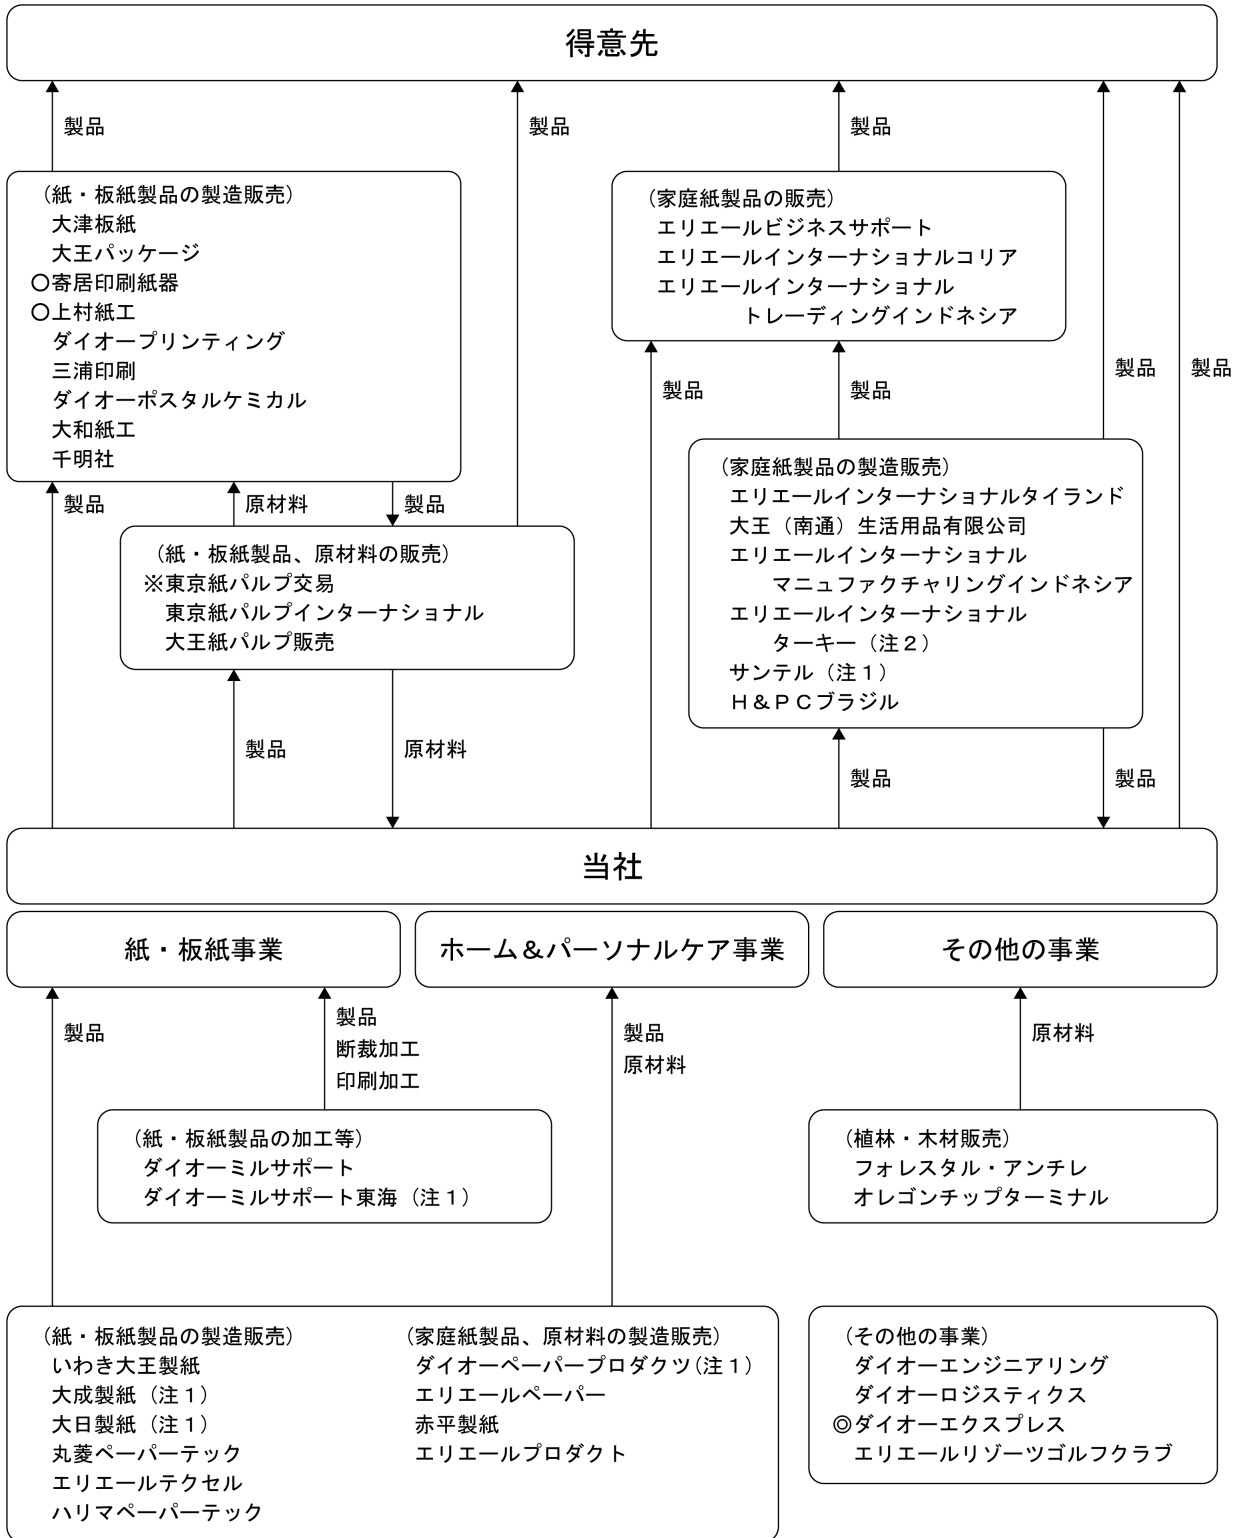 得意先
製品
製品
製品
(紙・板紙製品の製造販売)
大津板紙
大王パッケージ
○寄居印刷紙器
○上村紙工
ダイオープリンティング
三浦印刷
ダイオーポスタルケミカル
大和紙工
千明社
(家庭紙製品の販売)
エリエールビジネスサポート
エリエールインターナショナルコリア
エリエールインターナショナル
トレーディングインドネシア
製品
製品
製品
製品
(家庭紙製品の製造販売)
エリエールインターナショナルタイランド
大王(南通)生活用品有限公司
エリエールインターナショナル
マニュファクチャリングインドネシア
エリエールインターナショナル
ターキー(注2)
サンテル(注1)
H&PCブラジル
製品
原材料
製品
(紙・板紙製品、原材料の販売)
※東京紙パルプ交易
東京紙パルプインターナショナル
大王紙パルプ販売
製品
原材料
製品
製品
当社
紙・板紙事業
ホーム&パーソナルケア事業
その他の事業
製品
製品
断裁加工
印刷加工
製品
原材料
原材料
(紙・板紙製品の加工等)
ダイオーミルサポート
ダイオーミルサポート東海(注1)
(植林・木材販売)
フォレスタル・アンチレ
オレゴンチップターミナル
(紙・板紙製品の製造販売)
いわき大王製紙
大成製紙(注1)
大日製紙(注1)
丸菱ペーパーテック
エリエールテクセル
ハリマペーパーテック
(家庭紙製品、原材料の製造販売)
ダイオーペーパープロダクツ(注1)
エリエールペーパー
赤平製紙
エリエールプロダクト
(その他の事業)
ダイオーエンジニアリング
ダイオーロジスティクス
◎ダイオーエクスプレス
エリエールリゾーツゴルフクラブ